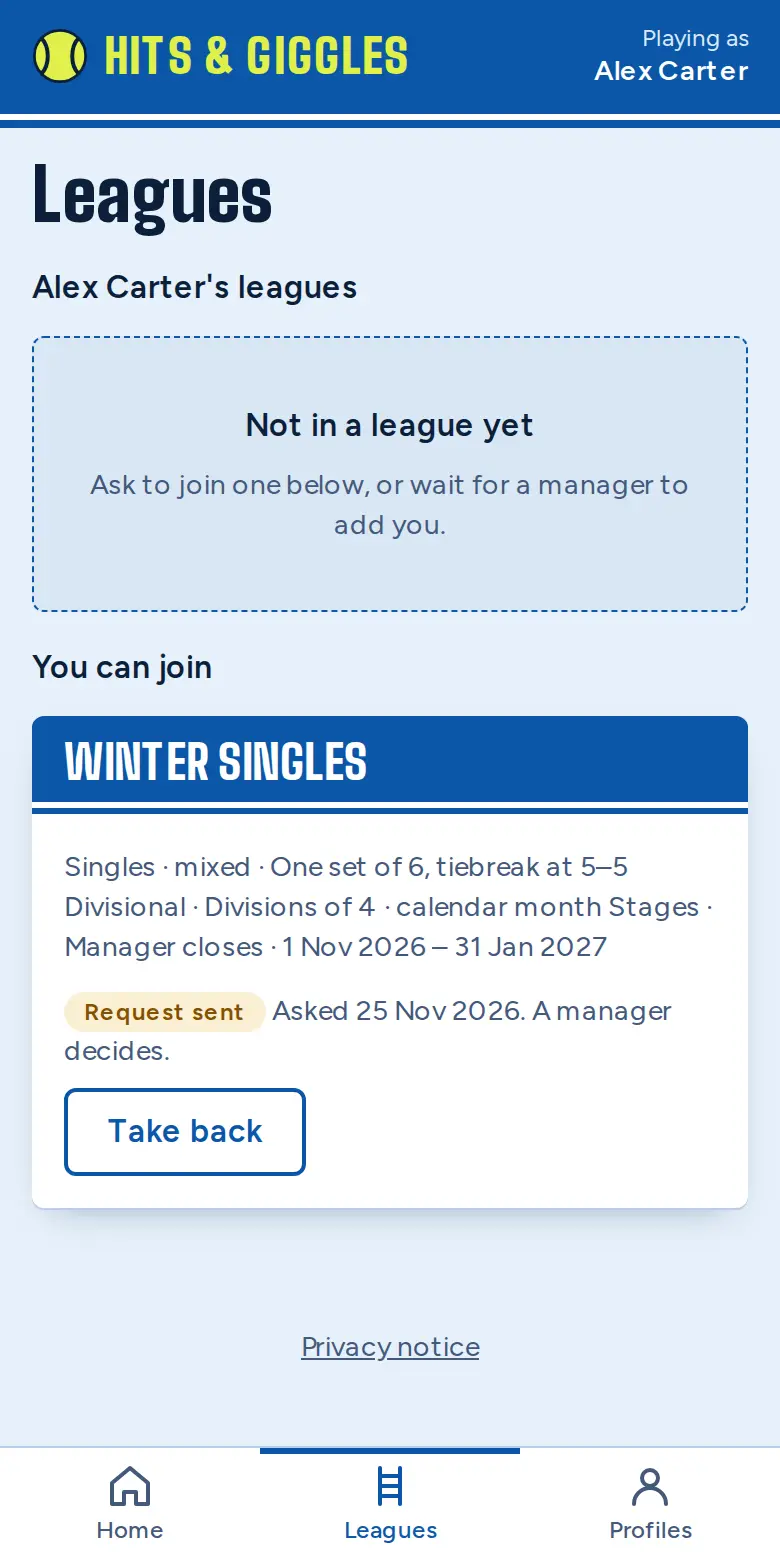 HITS & GIGGLES
Playing as
Alex Carter
Leagues
Alex Carter's leagues
Not in a league yet
Ask to join one below, or wait for a manager to
add you.
You can join
WINTER SINGLES
Singles · mixed · One set of 6, tiebreak at 5–5
Divisional · Divisions of 4 · calendar month Stages ·
Manager closes · 1 Nov 2026 – 31 Jan 2027
Request sent Asked 25 Nov 2026. A manager
decides.
Take back
Privacy notice
Home
Leagues
Profiles